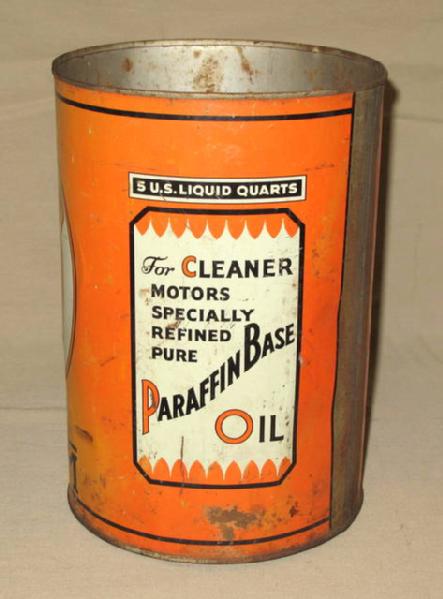 5 U.S. LIQUID QUARTS
For CLEANER
MOTORS
SPECIALLY
REFINED
PURE
PARAFFIN BASE
OIL